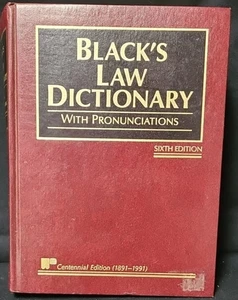 BLACK'S
LAW
DICTIONARY
WITH PRONUNCIATIONS
SIXTH EDITION
Centennial Edition (1891–1991)